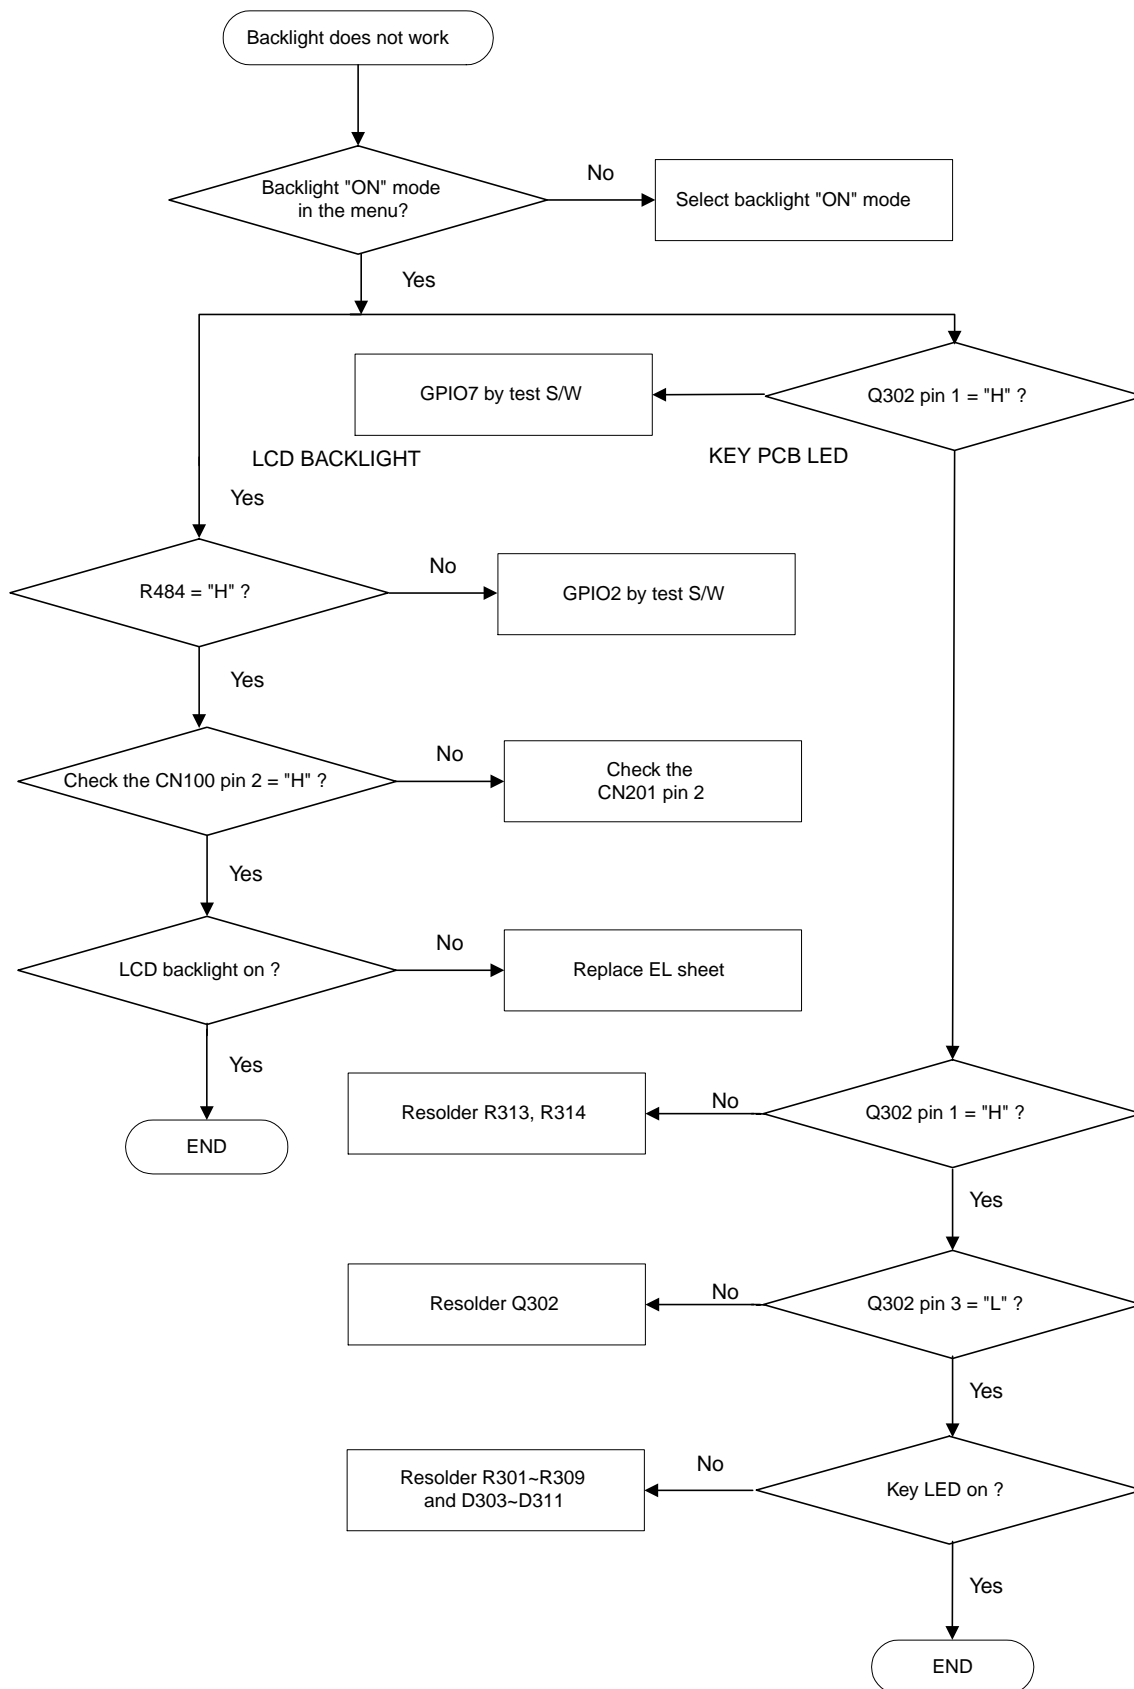 Backlight does not work
Backlight "ON" mode
in the menu?
No
Select backlight "ON" mode
Yes
GPIO7 by test S/W
Q302 pin 1 = "H" ?
LCD BACKLIGHT
KEY PCB LED
Yes
R484 = "H" ?
No
GPIO2 by test S/W
Yes
Check the CN100 pin 2 = "H" ?
No
Check the
CN201 pin 2
Yes
LCD backlight on ?
No
Replace EL sheet
Yes
END
Resolder R313, R314
No
Q302 pin 1 = "H" ?
Yes
Resolder Q302
No
Q302 pin 3 = "L" ?
Yes
Resolder R301~R309
and D303~D311
No
Key LED on ?
Yes
END